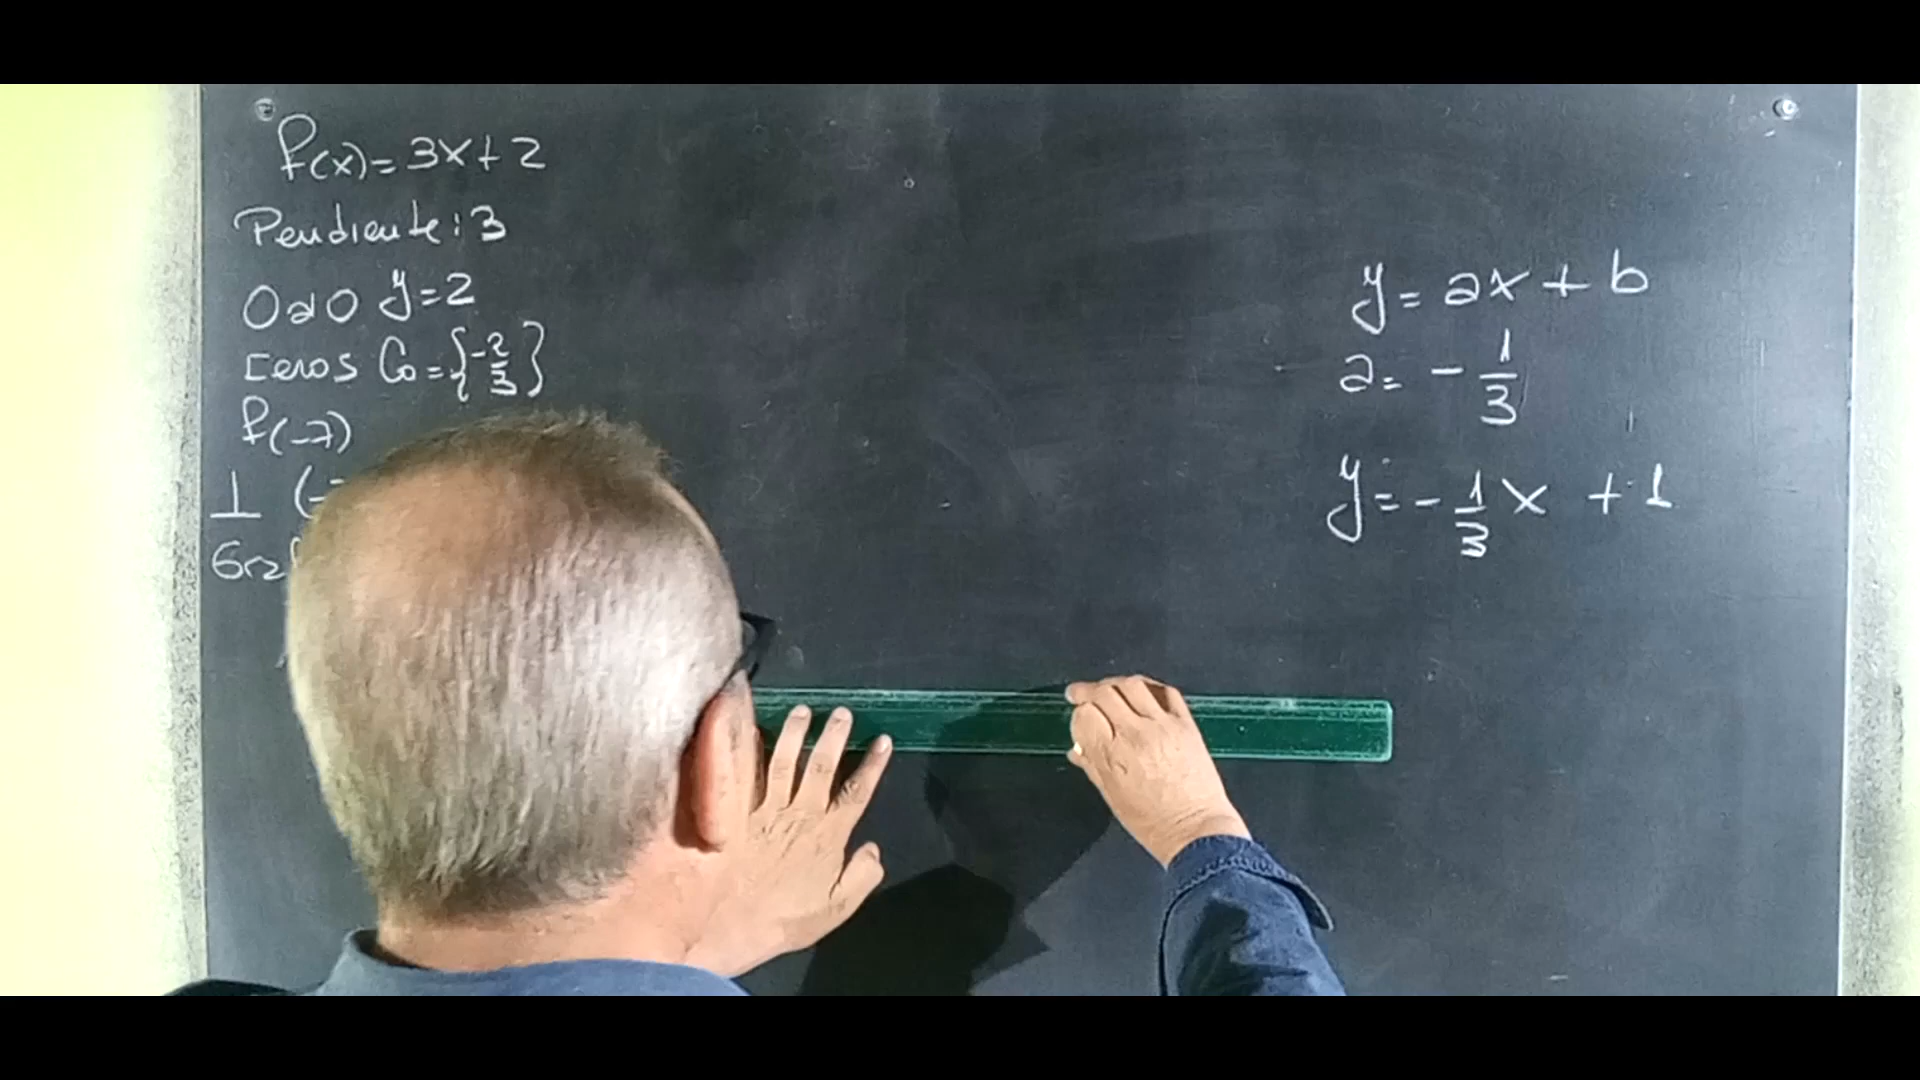 f(x)=3x+2
Pendiente: 3
OaO y=2
Ceros C₀={-2/3}
f(-7)
⊥ (-
y=ax+b
a=-1/3
y=-1/3x+1